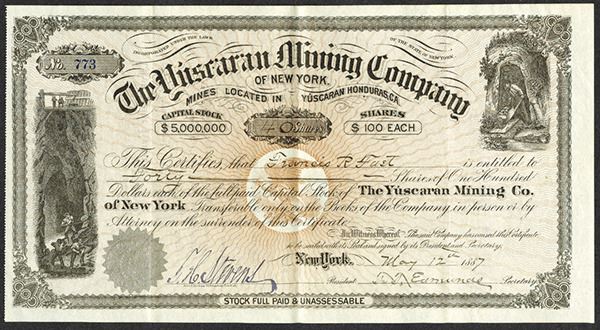 INCORPORATED UNDER THE LAWS OF THE STATE OF NEW YORK
No. 773
The Yúscaran Mining Company
OF NEW YORK,
MINES LOCATED IN YÚSCARAN HONDURAS, C.A.
CAPITAL STOCK 40 Shares SHARES
$5,000,000 $100 EACH
This Certifies, that Francis R Fast is entitled to
Forty Shares of One Hundred
Dollars each of the full paid Capital Stock of The Yúscaran Mining Co.
of New York Transferable only on the Books of the Company in person or by
Attorney on the surrender of this Certificate.
In Witness Whereof, The said Company has caused this Certificate
to be sealed with its Seal and signed by its President and Secretary,
New York, May 12th 1887
Stevens President Edmunds Secretary
STOCK FULL PAID & UNASSESSABLE